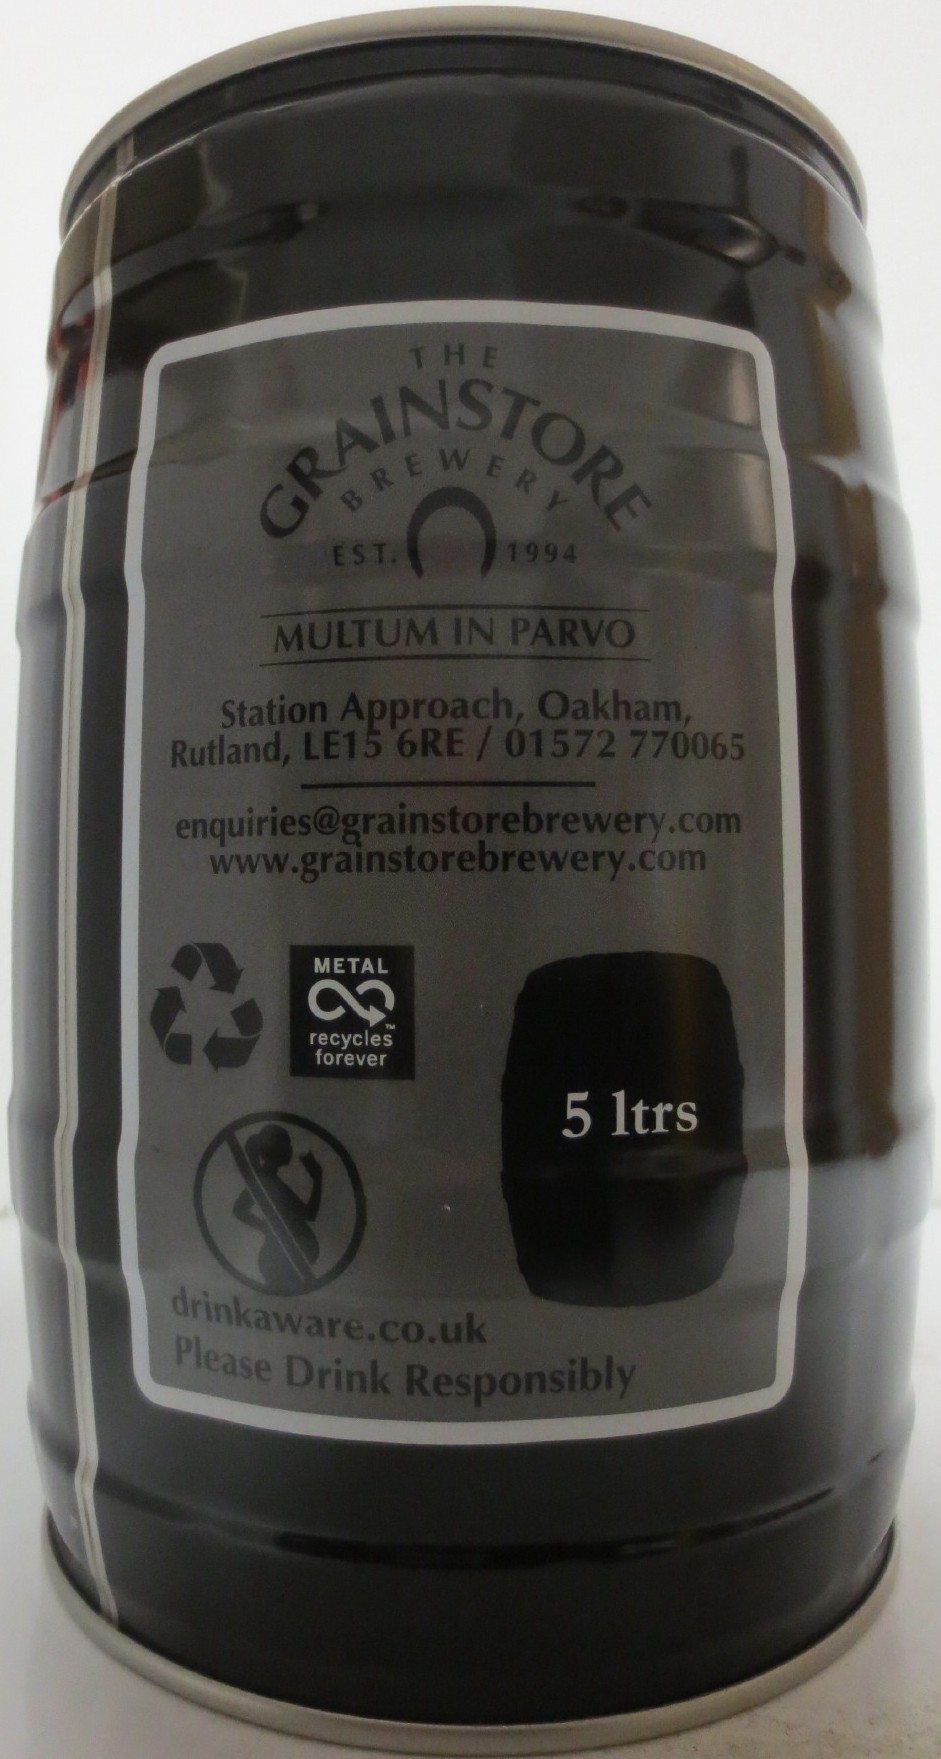 THE
GRAINSTORE
BREWERY
EST. 1994
MULTUM IN PARVO
Station Approach, Oakham,
Rutland, LE15 6RE / 01572 770065
enquiries@grainstorebrewery.com
www.grainstorebrewery.com
METAL
recycles
forever
TM
5 ltrs
drinkaware.co.uk
Please Drink Responsibly